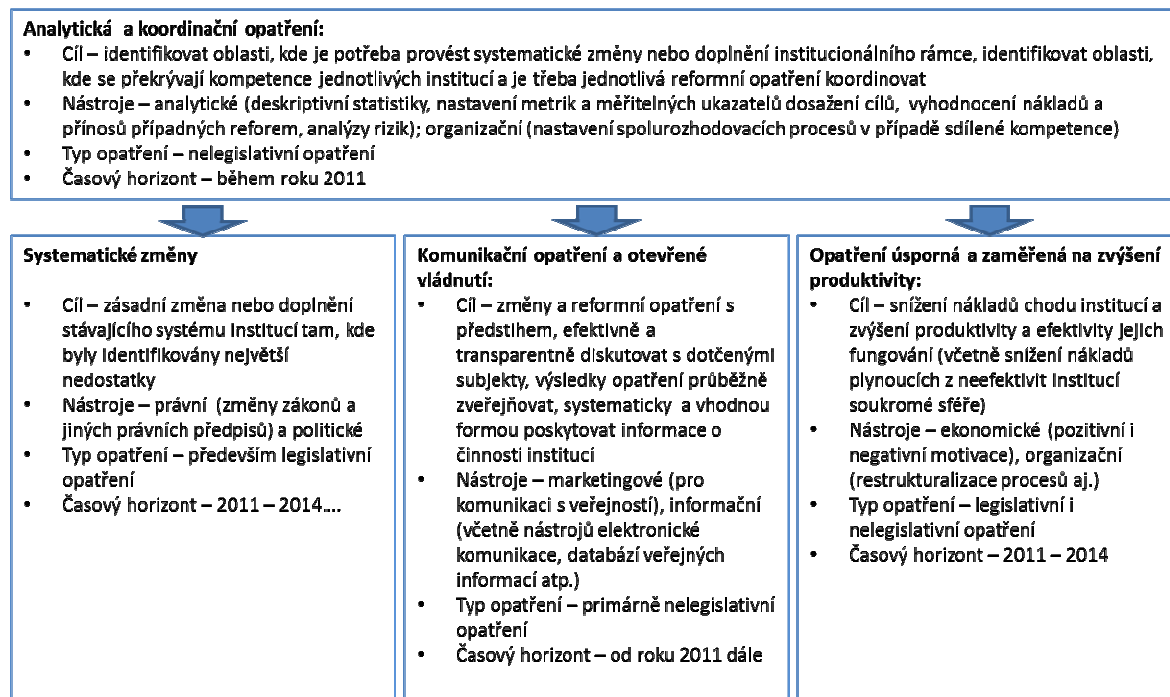 Analytická a koordinační opatření:
• Cíl – identifikovat oblasti, kde je potřeba provést systematické změny nebo doplnění institucionálního rámce, identifikovat oblasti,
kde se překrývají kompetence jednotlivých institucí a je třeba jednotlivá reformní opatření koordinovat
• Nástroje – analytické (deskriptivní statistiky, nastavení metrik a měřitelných ukazatelů dosažení cílů, vyhodnocení nákladů a
přínosů případných reforem, analýzy rizik); organizační (nastavení spolurozhodovacích procesů v případě sdílené kompetence)
• Typ opatření – nelegislativní opatření
• Časový horizont – během roku 2011
Systematické změny
• Cíl – zásadní změna nebo doplnění
stávajícího systému institucí tam, kde
byly identifikovány největší
nedostatky
• Nástroje – právní (změny zákonů a
jiných právních předpisů) a politické
• Typ opatření – především legislativní
opatření
• Časový horizont – 2011 – 2014....
Komunikační opatření a otevřené
vládnutí:
• Cíl – změny a reformní opatření s
předstihem, efektivně a
transparentně diskutovat s dotčenými
subjekty, výsledky opatření průběžně
zveřejňovat, systematicky a vhodnou
formou poskytovat informace o
činnosti institucí
• Nástroje – marketingové (pro
komunikaci s veřejností), informační
(včetně nástrojů elektronické
komunikace, databází veřejných
informací atp.)
• Typ opatření – primárně nelegislativní
opatření
• Časový horizont – od roku 2011 dále
Opatření úsporná a zaměřená na zvýšení
produktivity:
• Cíl – snížení nákladů chodu institucí a
zvýšení produktivity a efektivity jejich
fungování (včetně snížení nákladů
plynoucích z neefektivit institucí
soukromé sféře)
• Nástroje – ekonomické (pozitivní i
negativní motivace), organizační
(restrukturalizace procesů aj.)
• Typ opatření – legislativní i
nelegislativní opatření
• Časový horizont – 2011 – 2014